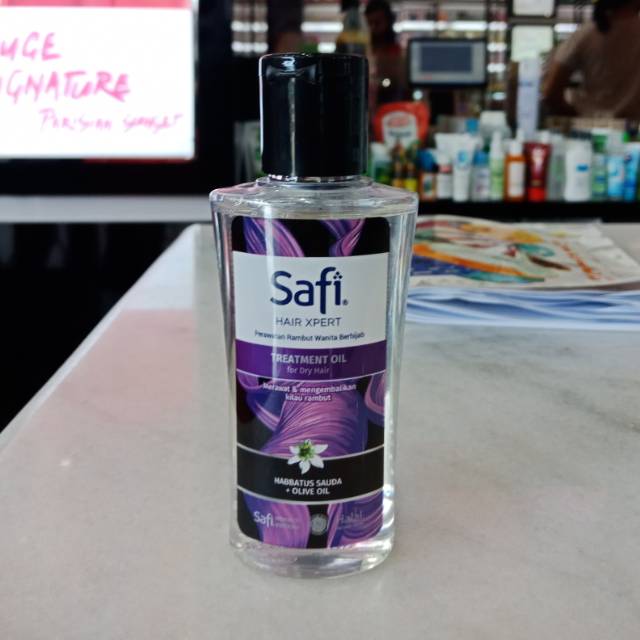 UGE
IGNATURE
PARISIAN SUNSET
Safi
HAIR XPERT
Perawatan Rambut Wanita Berhijab
TREATMENT OIL
for Dry Hair
Merawat & mengembalikan
kilau rambut
HABBATUS SAUDA
+ OLIVE OIL
Safi